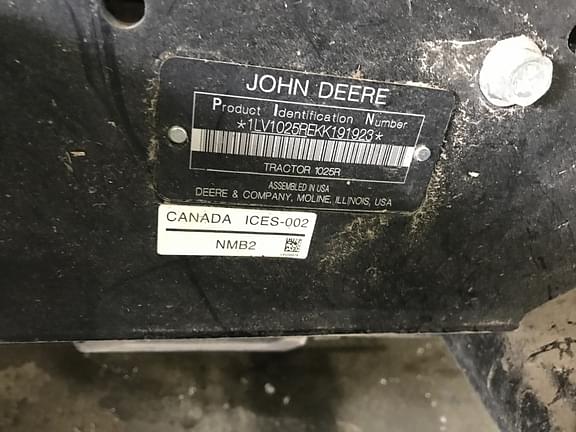 JOHN DEERE
Product Identification Number
*1LV1025REKK191923*
TRACTOR 1025R
ASSEMBLED IN USA
DEERE & COMPANY, MOLINE, ILLINOIS, USA
CANADA ICES-002
NMB2